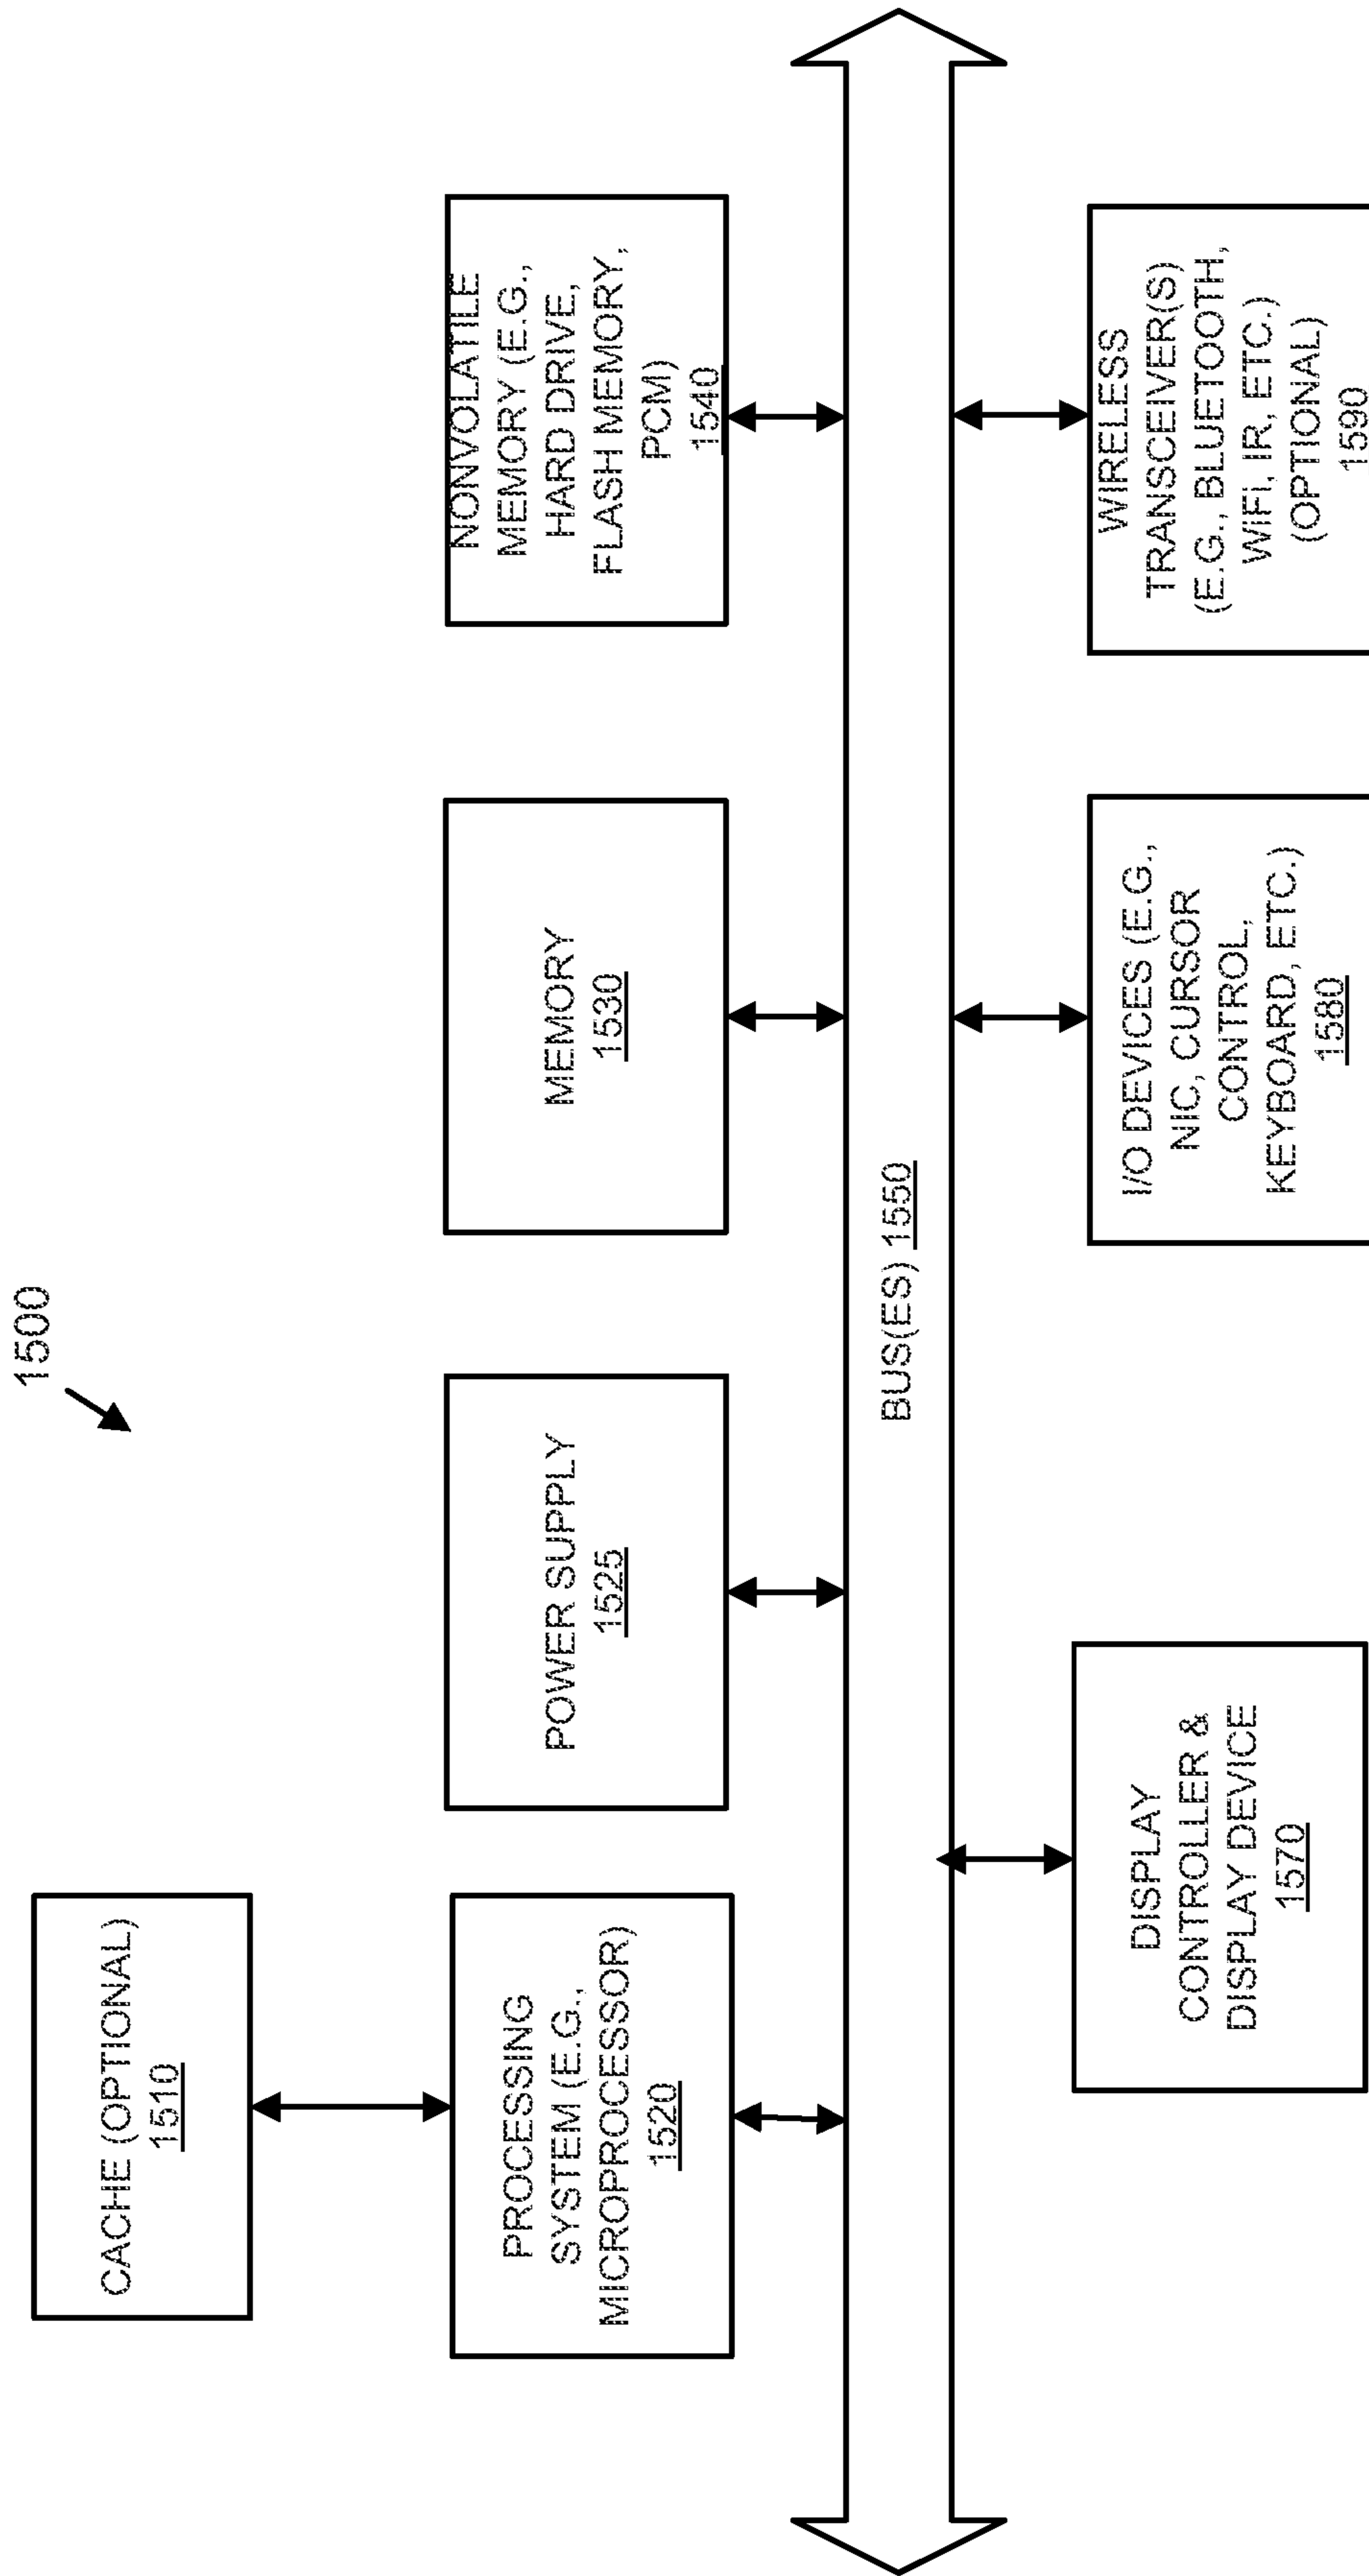 1500
CACHE (OPTIONAL)
1510
PROCESSING
SYSTEM (E.G.,
MICROPROCESSOR)
1520
POWER SUPPLY
1525
MEMORY
1530
NONVOLATILE
MEMORY (E.G.,
HARD DRIVE,
FLASH MEMORY,
PCM)
1540
BUS(ES) 1550
DISPLAY
CONTROLLER &
DISPLAY DEVICE
1570
I/O DEVICES (E.G.,
NIC, CURSOR
CONTROL,
KEYBOARD, ETC.)
1580
WIRELESS
TRANSCEIVER(S)
(E.G., BLUETOOTH,
WIFI, IR, ETC.)
(OPTIONAL)
1590